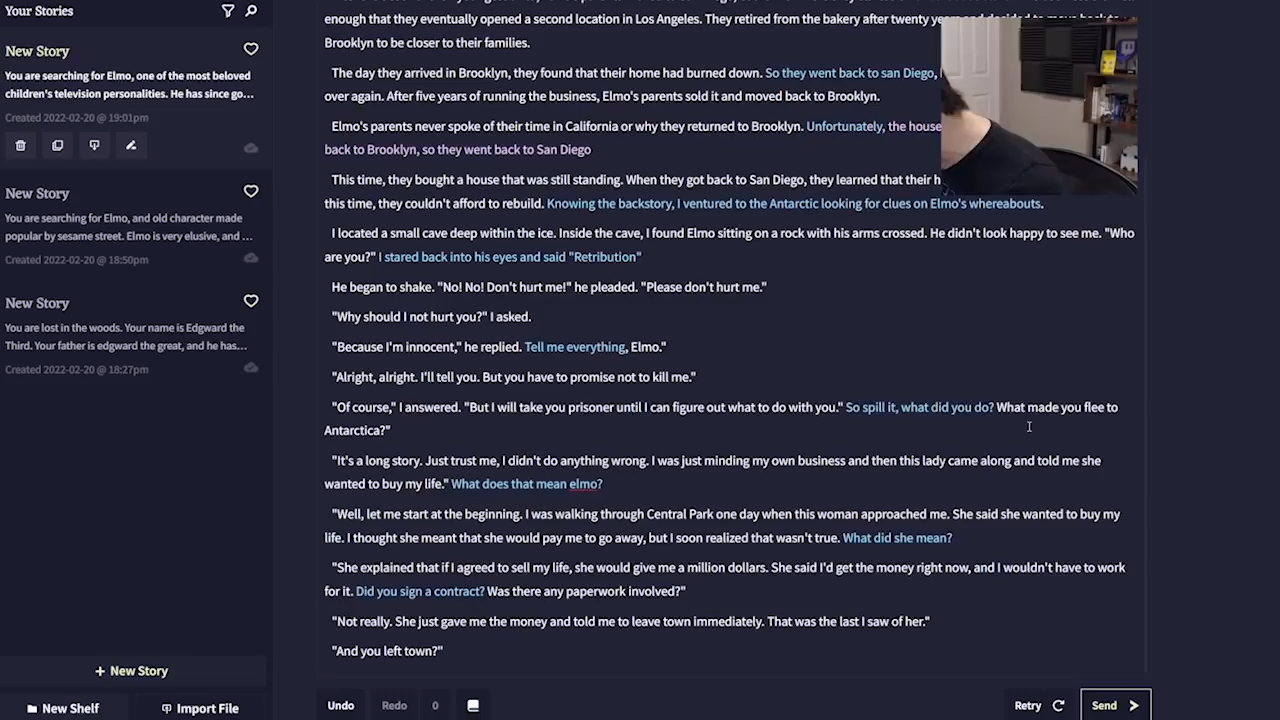 Your Stories
New Story
You are searching for Elmo, one of the most beloved
children's television personalities. He has since go...
Created 2022-02-20 @ 19:01pm
New Story
You are searching for Elmo, and old character made
popular by sesame street. Elmo is very elusive, and ...
Created 2022-02-20 @ 18:50pm
New Story
You are lost in the woods. Your name is Edgward the
Third. Your father is edgward the great, and he has...
Created 2022-02-20 @ 18:27pm
+ New Story
New Shelf
Import File
enough that they eventually opened a second location in Los Angeles. They retired from the bakery after twenty years and decided to move back to
Brooklyn to be closer to their families.
The day they arrived in Brooklyn, they found that their home had burned down. So they went back to san Diego,
over again. After five years of running the business, Elmo's parents sold it and moved back to Brooklyn.
Elmo's parents never spoke of their time in California or why they returned to Brooklyn. Unfortunately, the house
back to Brooklyn, so they went back to San Diego
This time, they bought a house that was still standing. When they got back to San Diego, they learned that their
this time, they couldn't afford to rebuild. Knowing the backstory, I ventured to the Antarctic looking for clues on Elmo's whereabouts.
I located a small cave deep within the ice. Inside the cave, I found Elmo sitting on a rock with his arms crossed. He didn't look happy to see me. "Who
are you?" I stared back into his eyes and said "Retribution"
He began to shake. "No! No! Don't hurt me!" he pleaded. "Please don't hurt me."
"Why should I not hurt you?" I asked.
"Because I'm innocent," he replied. Tell me everything, Elmo."
"Alright, alright. I'll tell you. But you have to promise not to kill me."
"Of course," I answered. "But I will take you prisoner until I can figure out what to do with you." So spill it, what did you do? What made you flee to
Antarctica?"
"It's a long story. Just trust me, I didn't do anything wrong. I was just minding my own business and then this lady came along and told me she
wanted to buy my life." What does that mean elmo?
"Well, let me start at the beginning. I was walking through Central Park one day when this woman approached me. She said she wanted to buy my
life. I thought she meant that she would pay me to go away, but I soon realized that wasn't true. What did she mean?
"She explained that if I agreed to sell my life, she would give me a million dollars. She said I'd get the money right now, and I wouldn't have to work
for it. Did you sign a contract? Was there any paperwork involved?"
"Not really. She just gave me the money and told me to leave town immediately. That was the last I saw of her."
"And you left town?"
Undo
Redo
0
Retry
Send